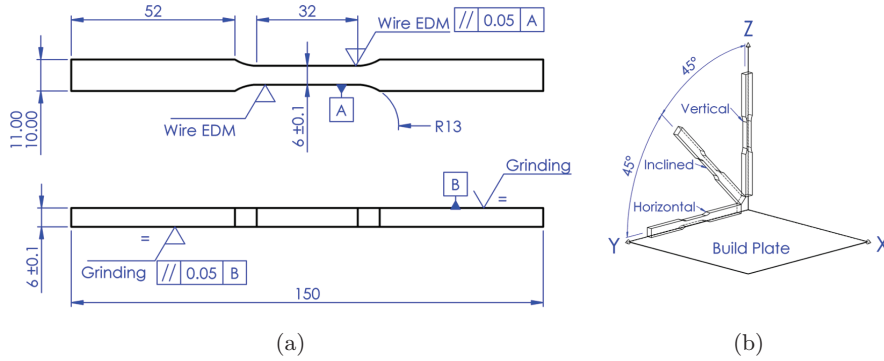 52
32
Wire EDM // 0.05 A
11.00
10.00
Wire EDM
6 ±0.1
A
R13
Grinding
B
=
6 ±0.1
=
Grinding // 0.05 B
150
(a)
Z
45°
Vertical
45°
Inclined
Horizontal
Y
Build Plate
X
(b)